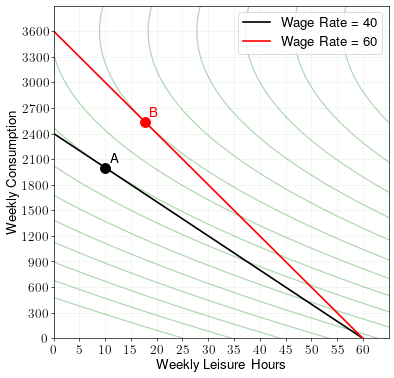 Wage Rate = 40
Wage Rate = 60
3600
3300
3000
2700
2400
2100
1800
1500
1200
900
600
300
0
B
A
Weekly Consumption
0 5 10 15 20 25 30 35 40 45 50 55 60
Weekly Leisure Hours